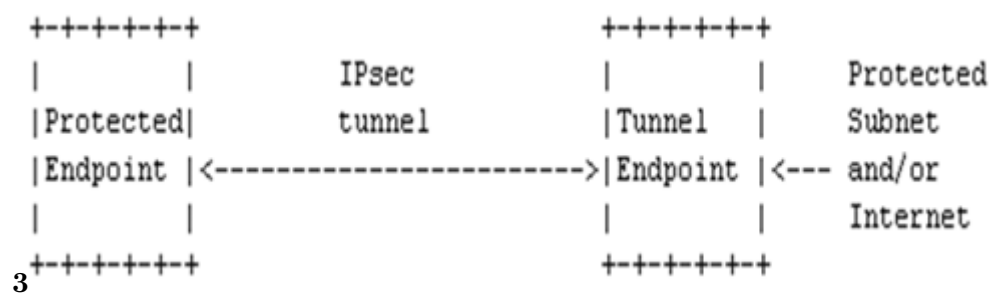 +-+-+-+-+-+ +-+-+-+-+-+
| | IPsec | | Protected
|Protected| tunnel |Tunnel | Subnet
|Endpoint |<------------------------>|Endpoint |<--- and/or
| | | | Internet
+-+-+-+-+-+ +-+-+-+-+-+
3